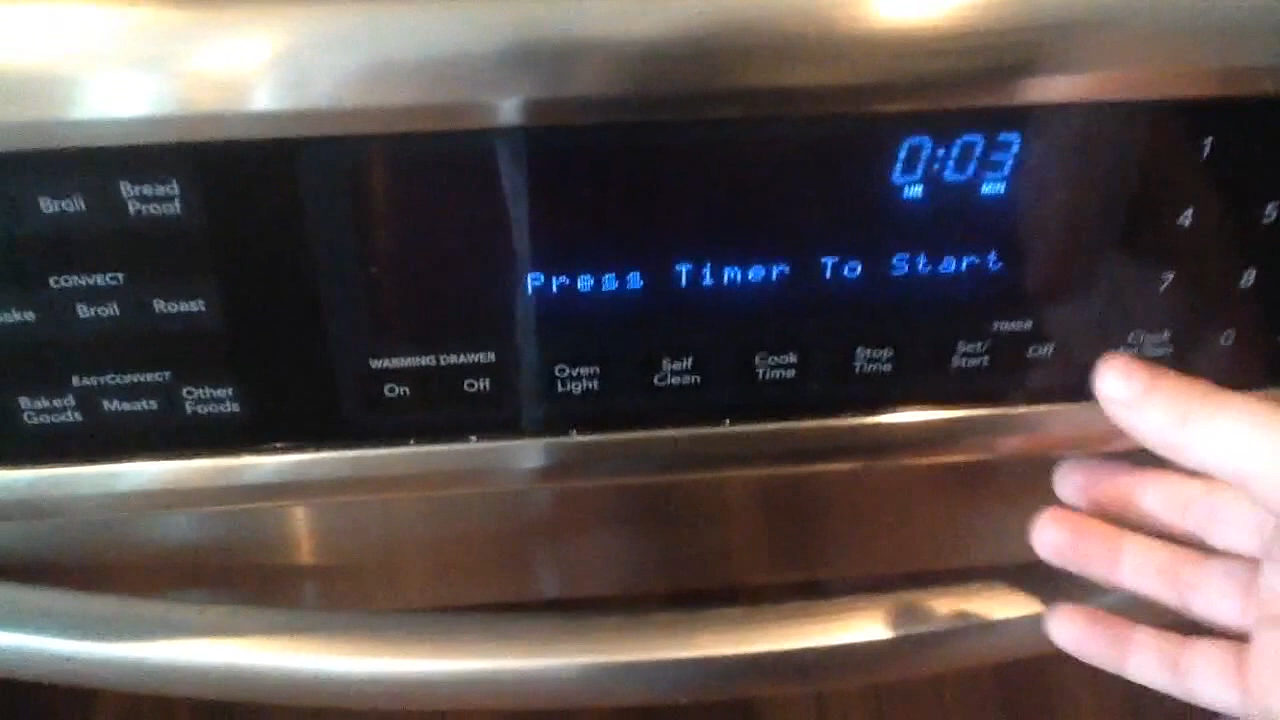 Broil
Bread
Proof
CONVECT
Broil Roast
EASYCONVECT
Baked
Goods
Meats
Other
Foods
WARMING DRAWER
On Off
0:03
HR MIN
Press Timer To Start
Oven
Light
Self
Clean
Cook
Time
Stop
Time
TIMER
Set/
Start
Off
1
4 5
7 8
0